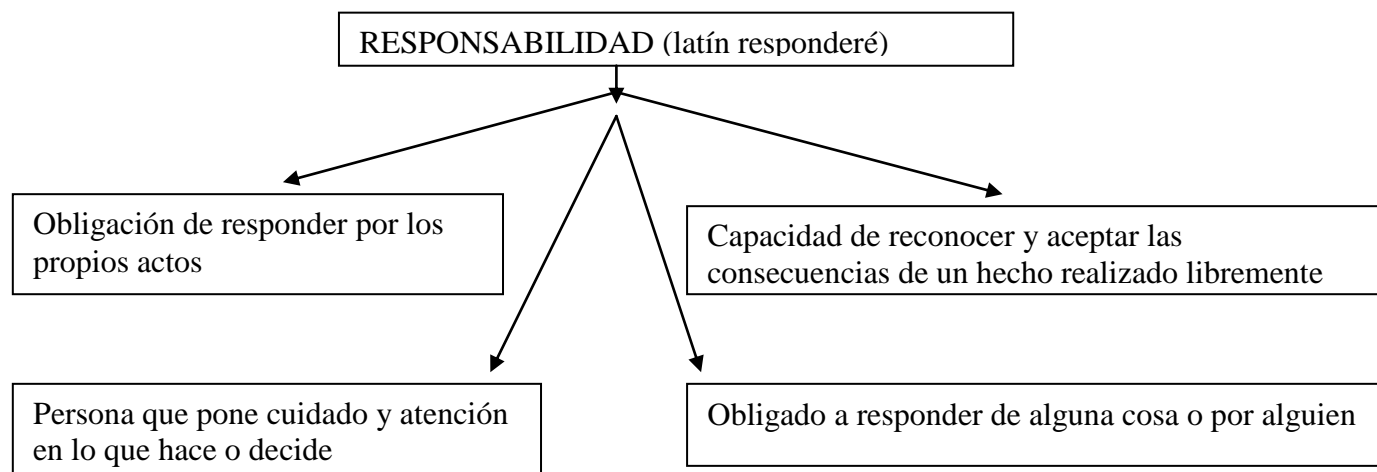 RESPONSABILIDAD (latín responderé)
Obligación de responder por los
propios actos
Capacidad de reconocer y aceptar las
consecuencias de un hecho realizado libremente
Persona que pone cuidado y atención
en lo que hace o decide
Obligado a responder de alguna cosa o por alguien